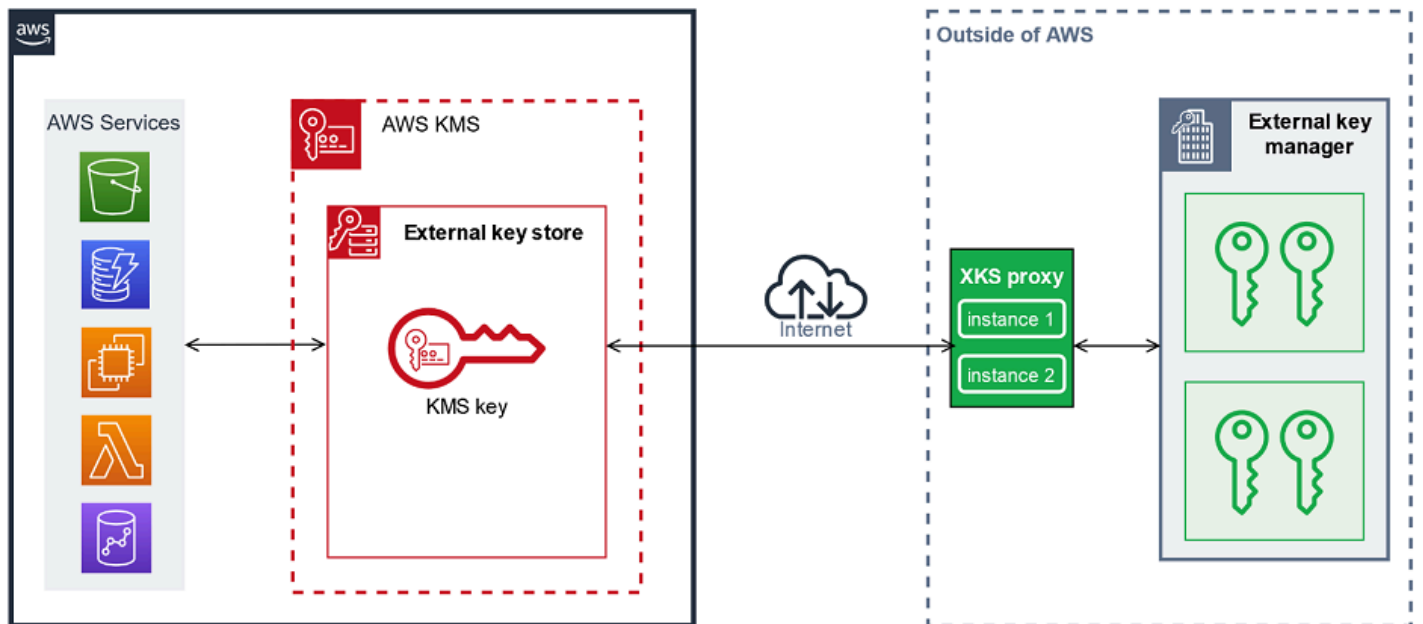 aws
Outside of AWS
AWS Services
AWS KMS
External key
manager
External key store
XKS proxy
instance 1
Internet
instance 2
KMS key